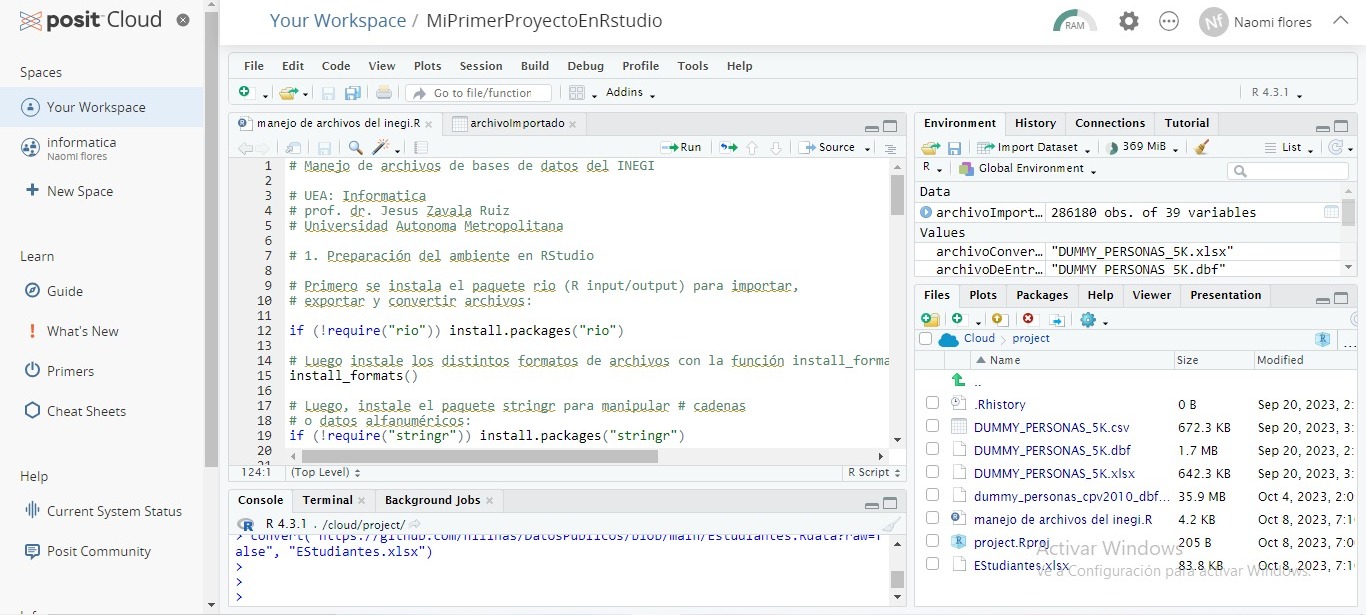 posit Cloud
Your Workspace / MiPrimerProyectoEnRstudio
RAM
Nf
Naomi flores
Spaces
Your Workspace
informatica
Naomi flores
New Space
Learn
Guide
What's New
Primers
Cheat Sheets
Help
Current System Status
Posit Community
File Edit Code View Plots Session Build Debug Profile Tools Help
Go to file/function
Addins
R 4.3.1
manejo de archivos del inegi.R
archivoImportado
Run
Source
1 # Manejo de archivos de bases de datos del INEGI
2
3 # UEA: Informatica
4 # prof. dr. Jesus Zavala Ruiz
5 # Universidad Autonoma Metropolitana
6
7 # 1. Preparación del ambiente en RStudio
8
9 # Primero se instala el paquete rio (R input/output) para importar,
10 # exportar y convertir archivos:
11
12 if (!require("rio")) install.packages("rio")
13
14 # Luego instale los distintos formatos de archivos con la función install_forma
15 install_formats()
16
17 # Luego, instale el paquete stringr para manipular # cadenas
18 # o datos alfanuméricos:
19 if (!require("stringr")) install.packages("stringr")
20
21
124:1 (Top Level) R Script
Console Terminal Background Jobs
R 4.3.1 . /cloud/project/
> convert("https://github.com/nilinas/DatosPublicos/blob/main/EStudiantes.Rdata?raw=f
alse", "EStudiantes.xlsx")
>
>
>
Environment History Connections Tutorial
Import Dataset
369 MiB
List
R
Global Environment
Data
archivoImport... 286180 obs. of 39 variables
Values
archivoConver... "DUMMY_PERSONAS_5K.xlsx"
archivoDeEntr... "DUMMY PERSONAS 5K.dbf"
Files Plots Packages Help Viewer Presentation
Cloud project
...
Name Size Modified
..
.Rhistory 0 B Sep 20, 2023, 2:
DUMMY_PERSONAS_5K.csv 672.3 KB Sep 20, 2023, 3:
DUMMY_PERSONAS_5K.dbf 1.7 MB Sep 20, 2023, 2:
DUMMY_PERSONAS_5K.xlsx 642.3 KB Sep 20, 2023, 3:
dummy_personas_cpv2010_dbf... 35.9 MB Oct 4, 2023, 2:0
manejo de archivos del inegi.R 4.2 KB Oct 8, 2023, 7:1
project.Rproj 205 B Oct 8, 2023, 7:0
EStudiantes.xlsx 83.8 KB Oct 8, 2023, 7:1
Activar Windows
Ve a Configuración para activar Windows.